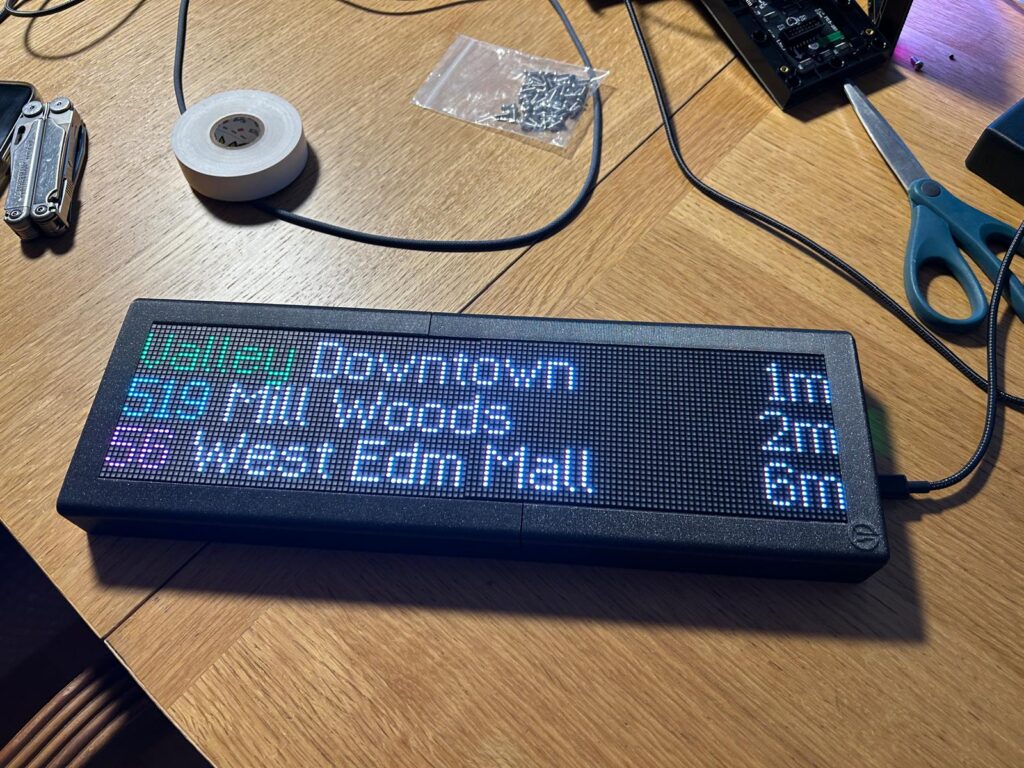 Valley Downtown 1m
519 Mill Woods 2m
56 West Edm Mall 6m